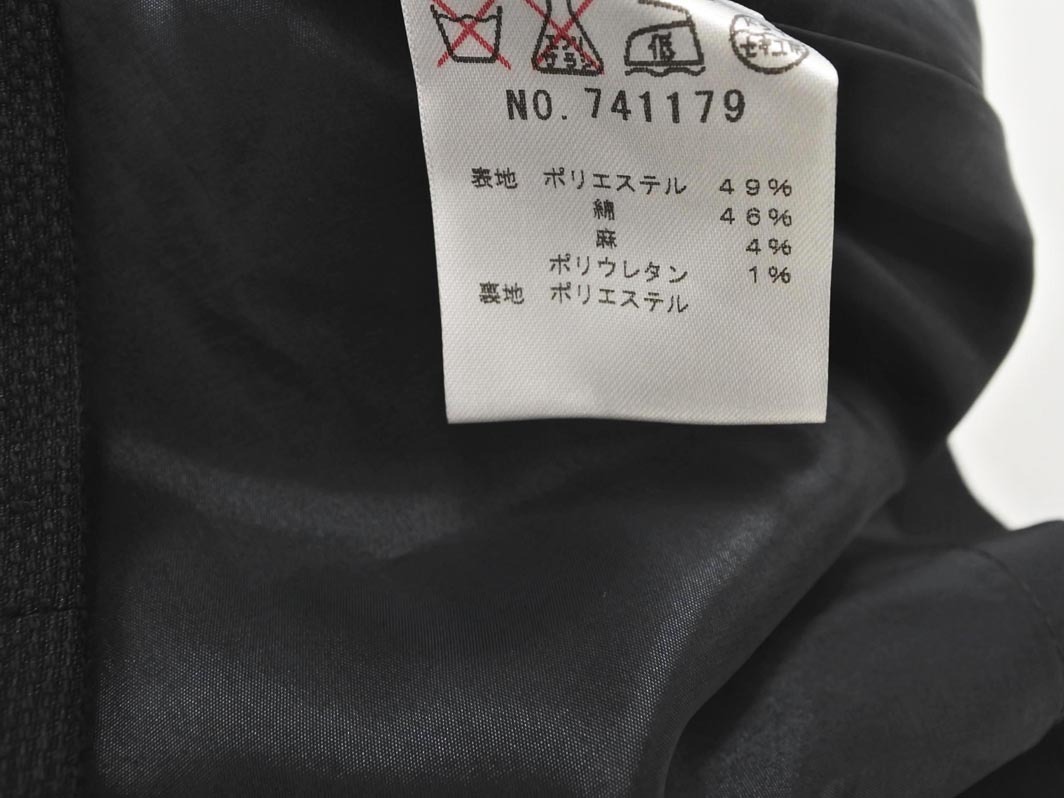 低
NO. 741179
表地 ポリエステル 49%
綿 46%
麻 4%
ポリウレタン 1%
裏地 ポリエステル